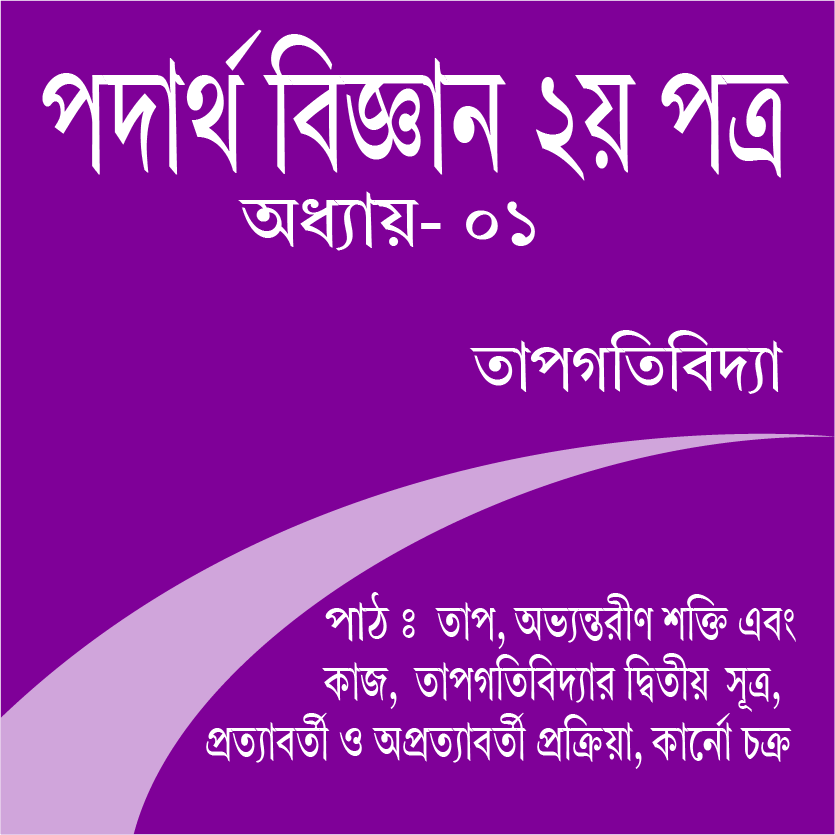 পদার্থ বিজ্ঞান ২য় পত্র
অধ্যায়- ০১
তাপগতিবিদ্যা
পাঠ ঃ তাপ, অভ্যন্তরীণ শক্তি এবং
কাজ, তাপগতিবিদ্যার দ্বিতীয় সূত্র,
প্রত্যাবর্তী ও অপ্রত্যাবর্তী প্রক্রিয়া, কার্নো চক্র